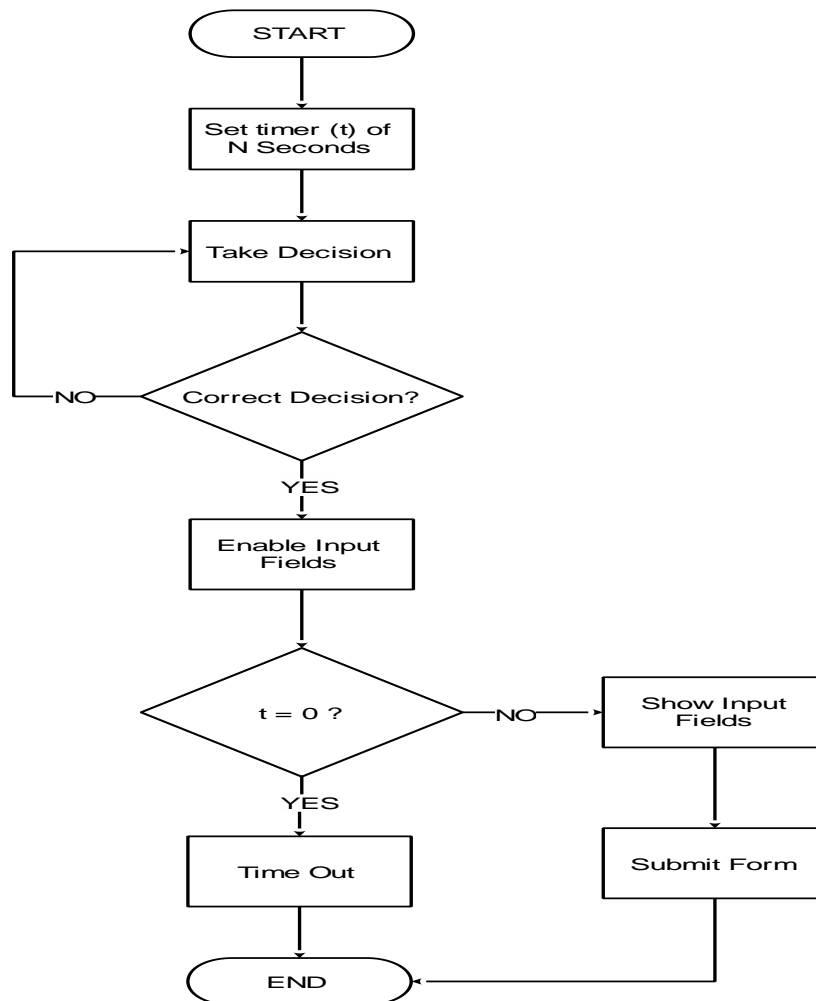 START
Set timer (t) of
N Seconds
Take Decision
Correct Decision?
NO
YES
Enable Input
Fields
t = 0 ?
NO
Show Input
Fields
YES
Time Out
Submit Form
END